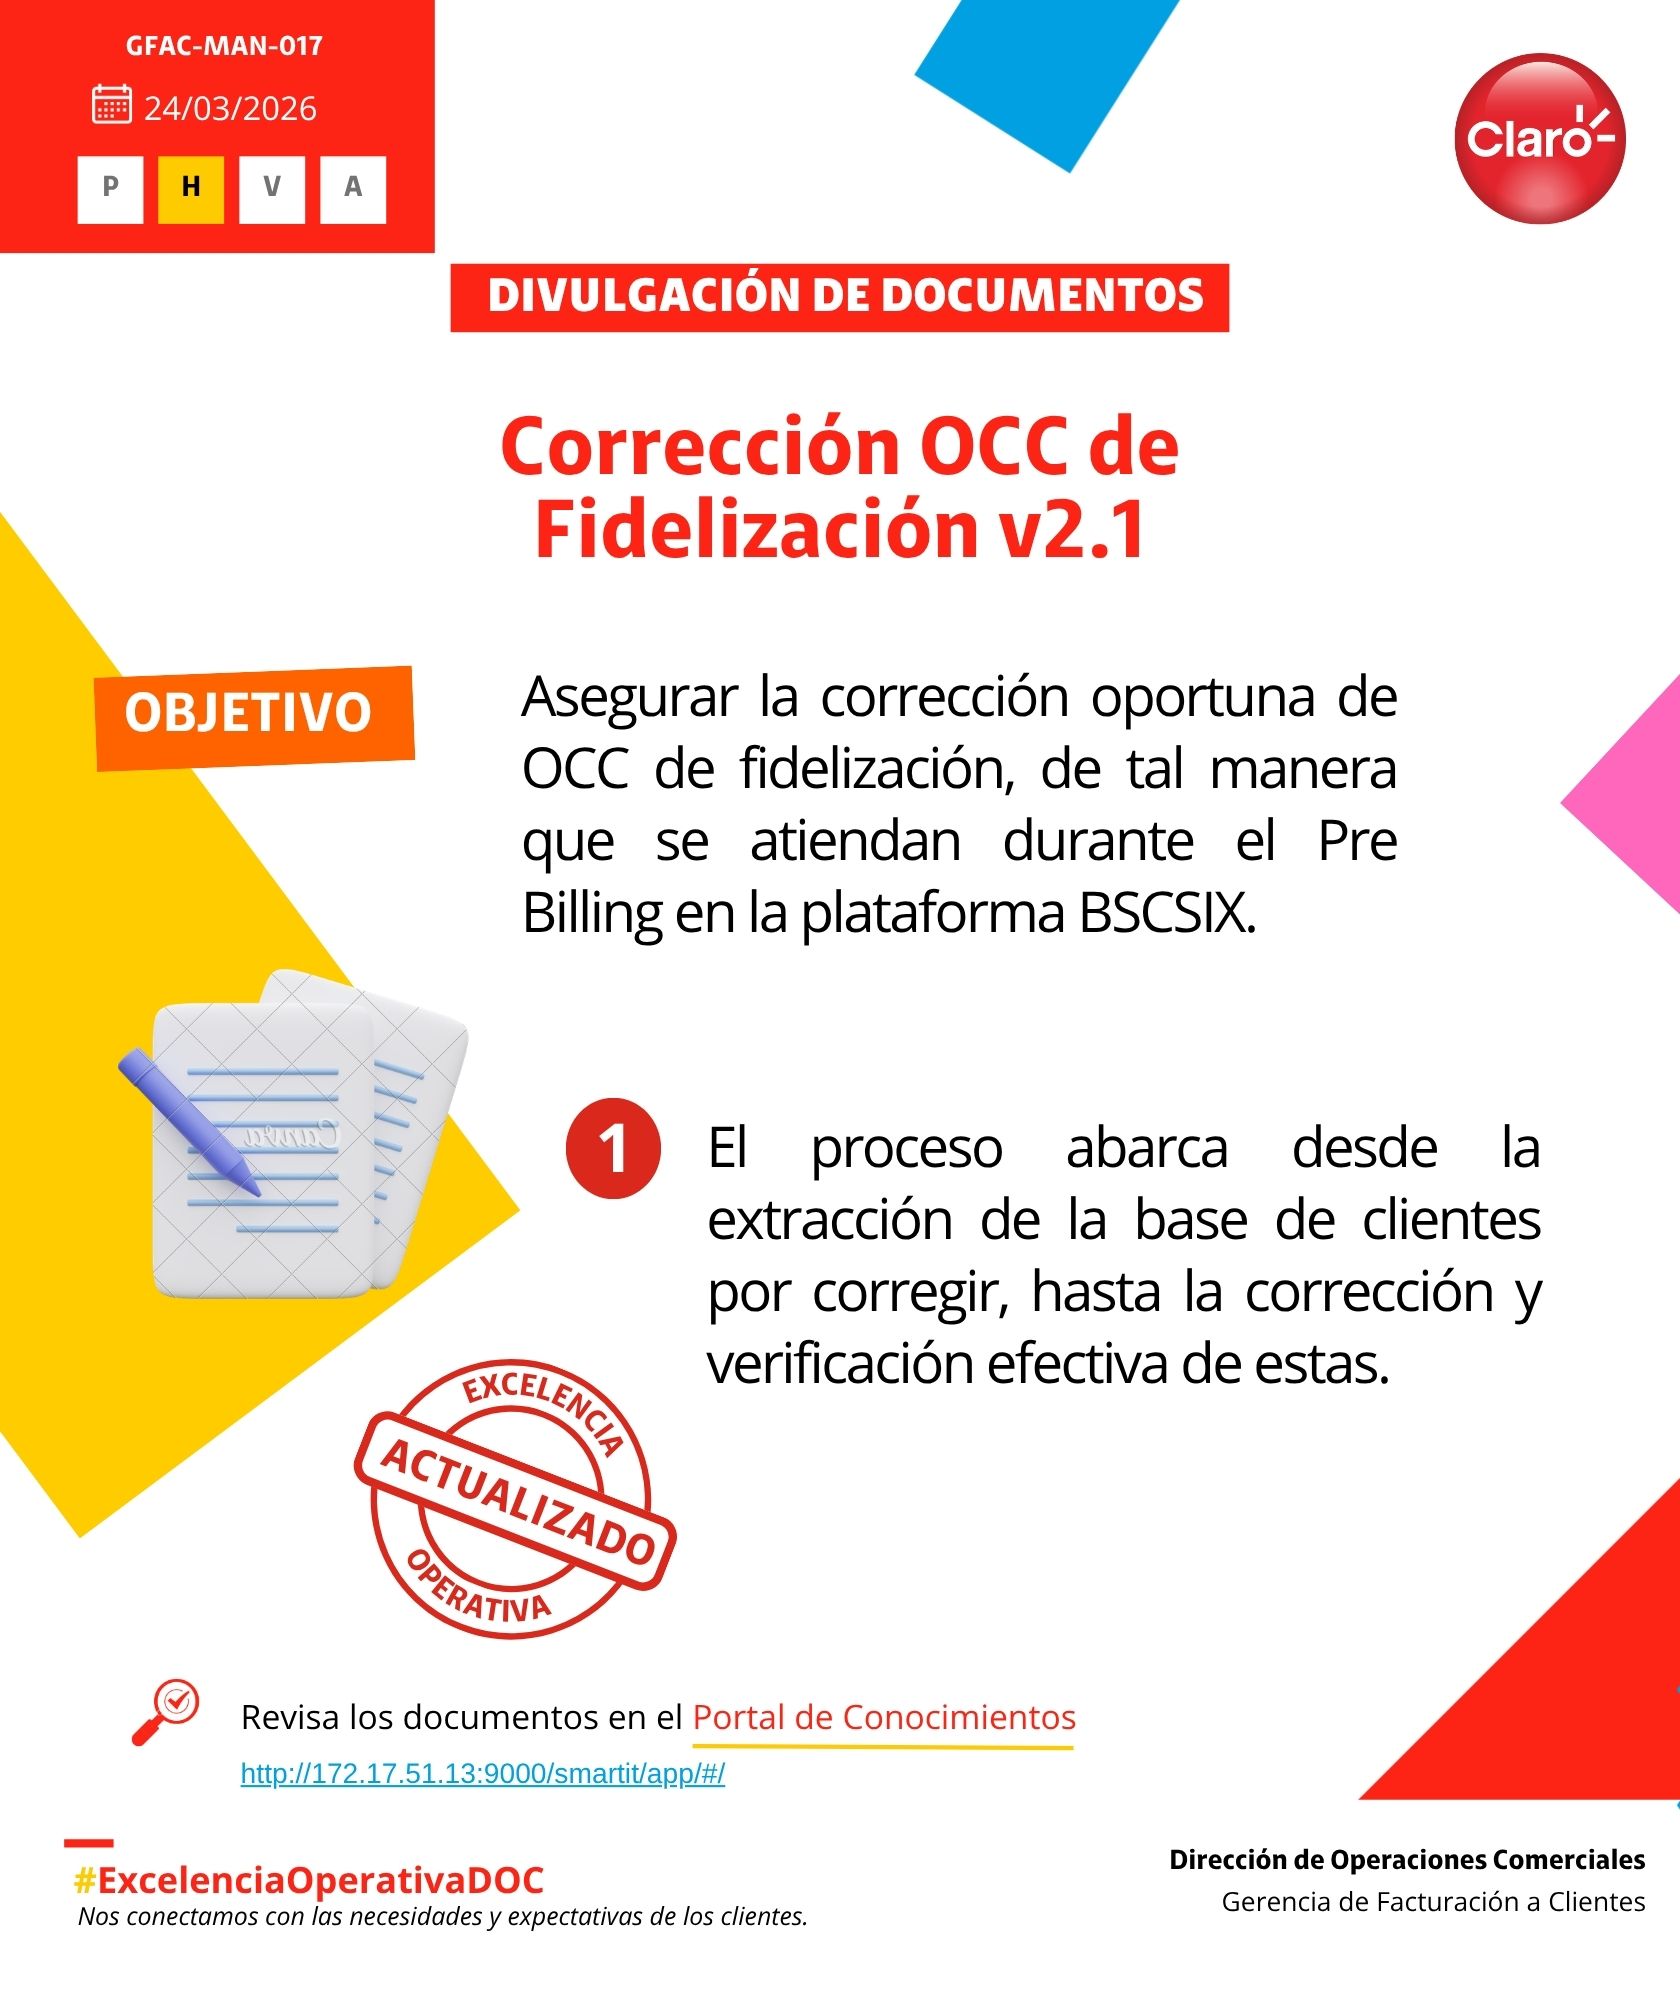 GFAC-MAN-017
24/03/2026
P H V A
Claro
DIVULGACIÓN DE DOCUMENTOS
Corrección OCC de
Fidelización v2.1
OBJETIVO
Asegurar la corrección oportuna de
OCC de fidelización, de tal manera
que se atiendan durante el Pre
Billing en la plataforma BSCSIX.
Canva
1
El proceso abarca desde la
extracción de la base de clientes
por corregir, hasta la corrección y
verificación efectiva de estas.
EXCELENCIA
ACTUALIZADO
OPERATIVA
Revisa los documentos en el Portal de Conocimientos
http://172.17.51.13:9000/smartit/app/#/
#ExcelenciaOperativaDOC
Nos conectamos con las necesidades y expectativas de los clientes.
Dirección de Operaciones Comerciales
Gerencia de Facturación a Clientes